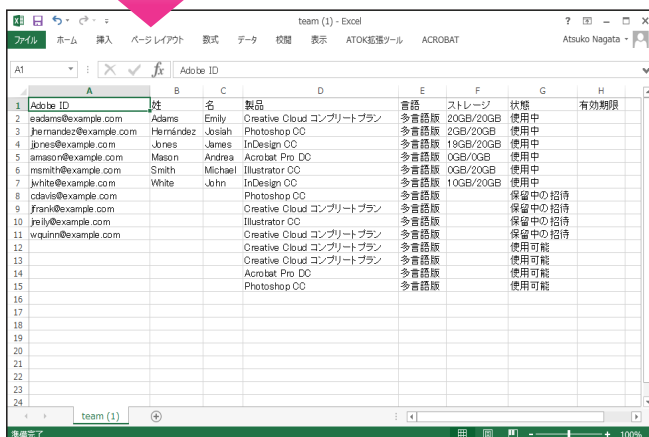 team (1) - Excel
ファイル ホーム 挿入 ページレイアウト 数式 データ 校閲 表示 ATOK拡張ツール ACROBAT Atsuko Nagata
A1 fx Adobe ID
A B C D E F G H
1 Adobe ID 姓 名 製品 言語 ストレージ 状態 有効期限
2 eadams@example.com Adams Emily Creative Cloud コンプリートプラン 多言語版 20GB/20GB 使用中
3 jhernandez@example.com Hernández Josiah Photoshop CC 多言語版 2GB/20GB 使用中
4 jjones@example.com Jones James InDesign CC 多言語版 19GB/20GB 使用中
5 amason@example.com Mason Andrea Acrobat Pro DC 多言語版 0GB/0GB 使用中
6 msmith@example.com Smith Michael Illustrator CC 多言語版 0GB/20GB 使用中
7 jwhite@example.com White John InDesign CC 多言語版 10GB/20GB 使用中
8 cdavis@example.com Photoshop CC 多言語版 保留中の招待
9 jfrank@example.com Creative Cloud コンプリートプラン 多言語版 保留中の招待
10 jreily@example.com Illustrator CC 多言語版 保留中の招待
11 wquinn@example.com Creative Cloud コンプリートプラン 多言語版 保留中の招待
12 Creative Cloud コンプリートプラン 多言語版 使用可能
13 Creative Cloud コンプリートプラン 多言語版 使用可能
14 Acrobat Pro DC 多言語版 使用可能
15 Photoshop CC 多言語版 使用可能
16
17
18
19
20
21
22
23
24
team (1)
準備完了 100%